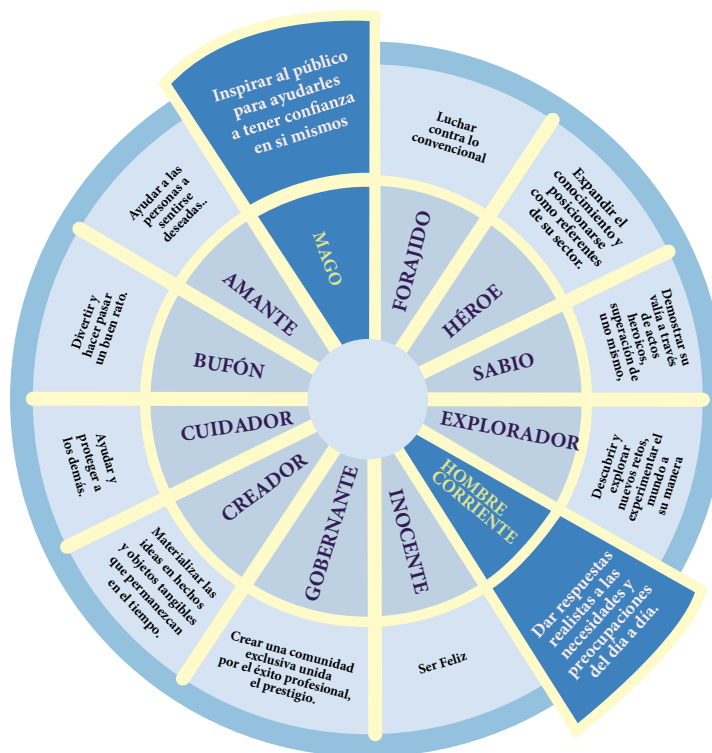 Inspirar al público
para ayudarles
a tener confianza
en si mismos
MAGO
Luchar
contra lo
convencional
FORAJIDO
Expandir el
conocimiento y
posicionarse
como referentes
de su sector.
HÉROE
Demostrar su
valía a través
de actos
heroicos,
superación de
uno mismo,
SABIO
Descubrir y
explorar
nuevos retos,
experimentar el
mundo a
su manera
EXPLORADOR
Dar respuestas
realistas a las
necesidades y
preocupaciones
del día a día.
HOMBRE
CORRIENTE
Ser Feliz
INOCENTE
Crear una comunidad
exclusiva unida
por el éxito profesional,
el prestigio.
GOBERNANTE
Materializar las
ideas en hechos
y objetos tangibles
que permanezcan
en el tiempo.
CREADOR
Ayudar y
proteger a
los demás.
CUIDADOR
Divertir y
hacer pasar
un buen rato.
BUFÓN
Ayudar a las
personas a
sentirse
deseadas..
AMANTE